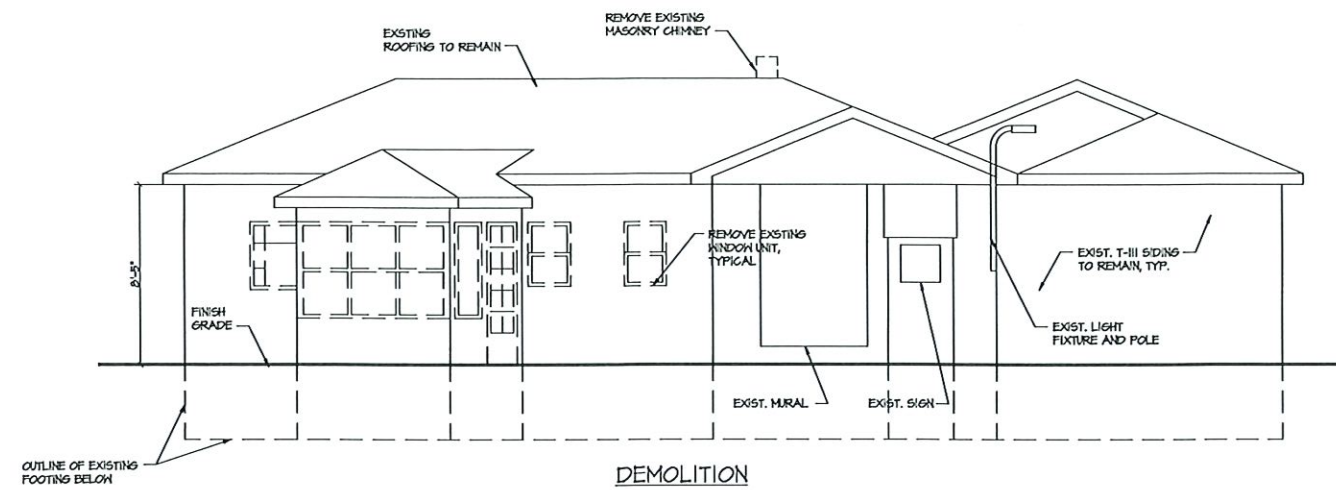 REMOVE EXISTING
MASONRY CHIMNEY
EXSTING
ROOFING TO REMAIN
8'-5"
REMOVE EXSTING
WINDOW UNIT,
TYPICAL
EXIST. T-III SIDING
TO REMAIN, TYP.
FINISH
GRADE
EXIST. LIGHT
FIXTURE AND POLE
EXIST. MURAL
EXIST. SIGN
OUTLINE OF EXISTING
FOOTING BELOW
DEMOLITION